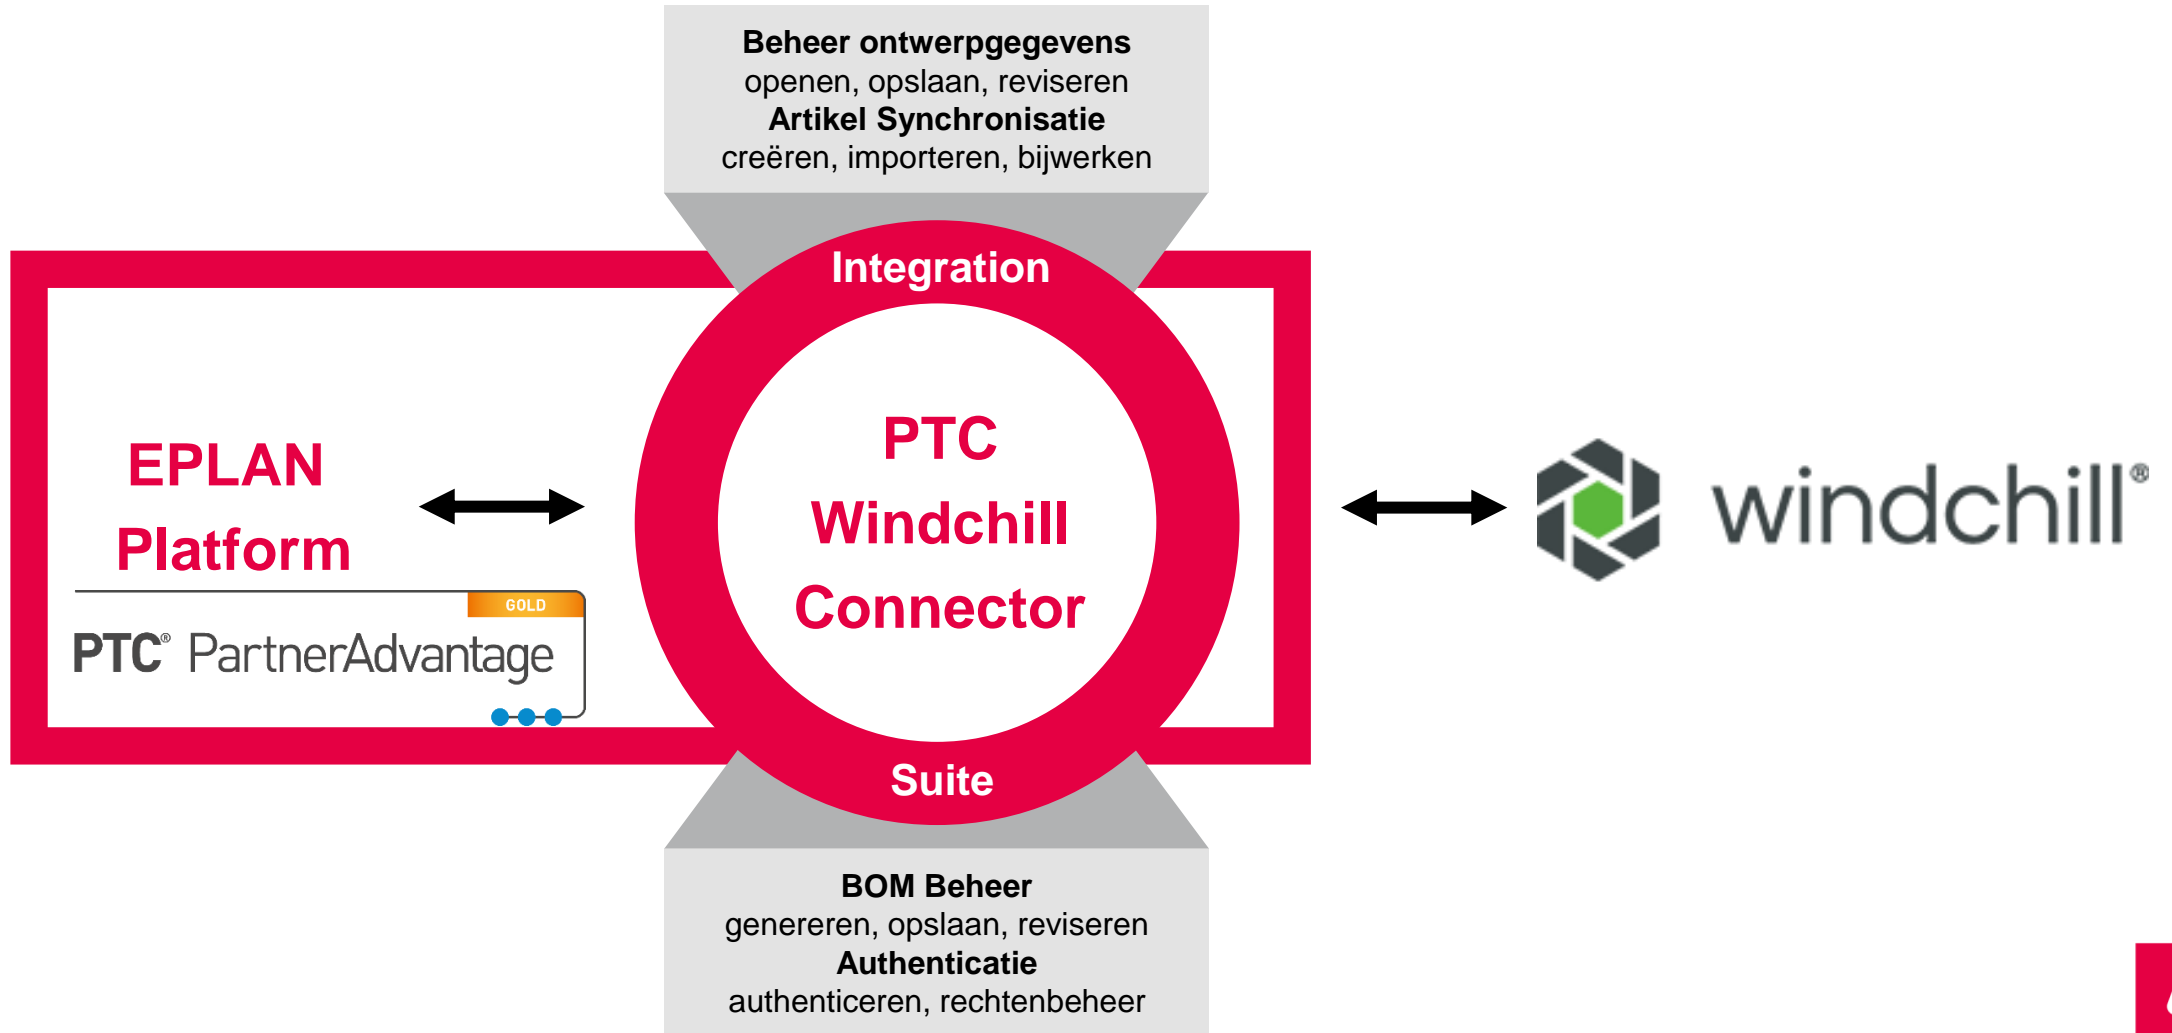 Beheer ontwerpgegevens
openen, opslaan, reviseren
Artikel Synchronisatie
creëren, importeren, bijwerken
Integration
EPLAN
Platform
GOLD
PTC® PartnerAdvantage
PTC
Windchill
Connector
windchill®
Suite
BOM Beheer
genereren, opslaan, reviseren
Authenticatie
authenticeren, rechtenbeheer